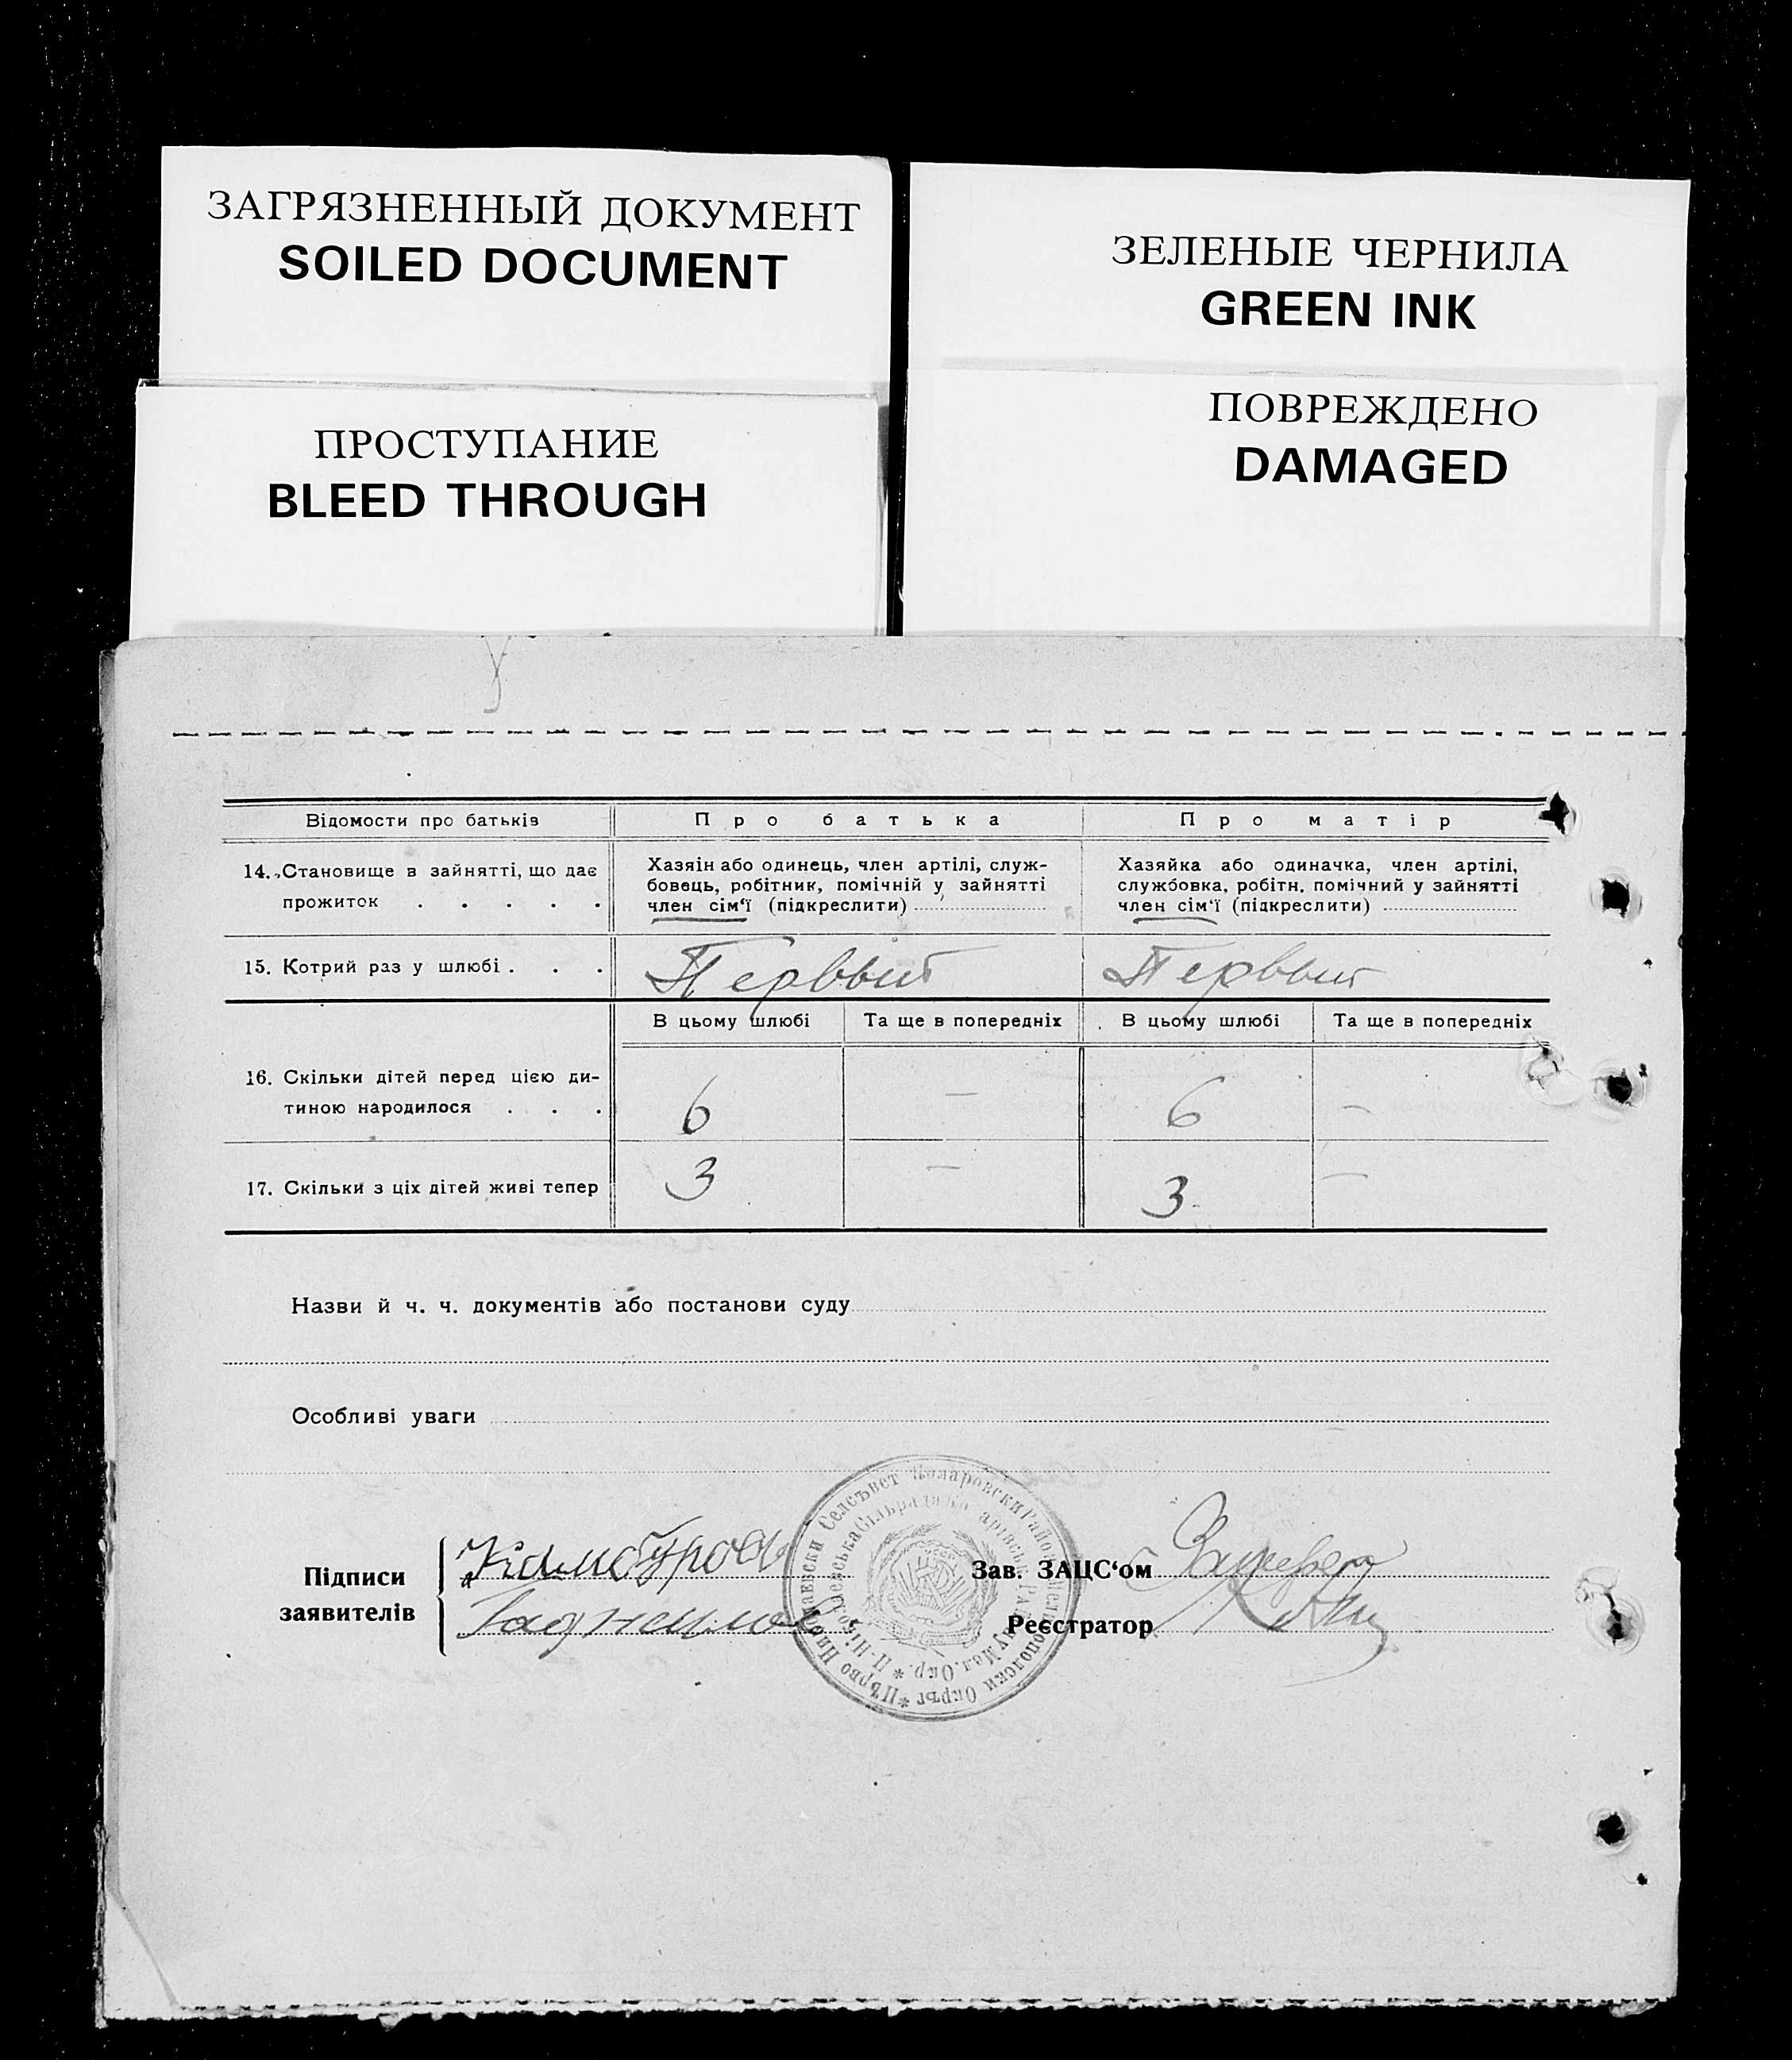 ЗАГРЯЗНЕННЫЙ ДОКУМЕНТ
SOILED DOCUMENT
ЗЕЛЕНЫЕ ЧЕРНИЛА
GREEN INK
ПРОСТУПАНИЕ
BLEED THROUGH
ПОВРЕЖДЕНО
DAMAGED
Відомости про батьків
Про батька
Про матір
14. Становище в зайнятті, що дає
прожиток . . . . .
Хазяін або одинець, член артілі, служ-
бовець, робітник, помічній у зайнятті
член сім‘ї (підкреслити)
Хазяйка або одиначка, член артілі,
службовка, робітн. помічний у зайнятті
член сім‘ї (підкреслити)
15. Котрий раз у шлюбі . . .
Первый
Первый
В цьому шлюбі
Та ще в попередніх
В цьому шлюбі
Та ще в попередніх
16. Скільки дітей перед цією ди-
тиною народилося . . .
6
—
6
—
17. Скільки з ціх дітей живі тепер
3
—
3
—
Назви й ч. ч. документів або постанови суду
Особливі уваги
Підписи
заявителів
Зав. ЗАЦС‘ом
Реєстратор